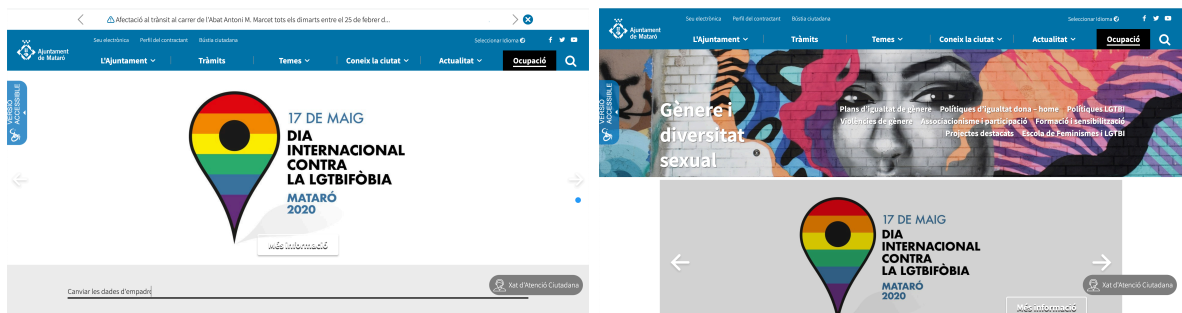 Afectació al trànsit al carrer de l'Abat Antoni M. Marcet tots els dimarts entre el 25 de febrer d...
Ajuntament
de Mataró
Seu electrònica Perfil del contractant Bústia ciutadana
Seleccionar Idioma
L'Ajuntament Tràmits Temes Coneix la ciutat Actualitat Ocupació
VERSIÓ
ACCESSIBLE
17 DE MAIG
DIA
INTERNACIONAL
CONTRA
LA LGTBIFÒBIA
MATARÓ
2020
Més informació
Canviar les dades d'empadr
Xat d'Atenció Ciutadana
Ajuntament
de Mataró
Seu electrònica Perfil del contractant Bústia ciutadana
Seleccionar Idioma
L'Ajuntament Tràmits Temes Coneix la ciutat Actualitat Ocupació
VERSIÓ
ACCESSIBLE
Gènere i
diversitat
sexual
Plans d'igualtat de gènere Polítiques d'igualtat dona – home Polítiques LGTBI
Violències de gènere Associacionisme i participació Formació i sensibilització
Projectes destacats Escola de Feminismes i LGTBI
17 DE MAIG
DIA
INTERNACIONAL
CONTRA
LA LGTBIFÒBIA
MATARÓ
2020
Més informació
Xat d'Atenció Ciutadana